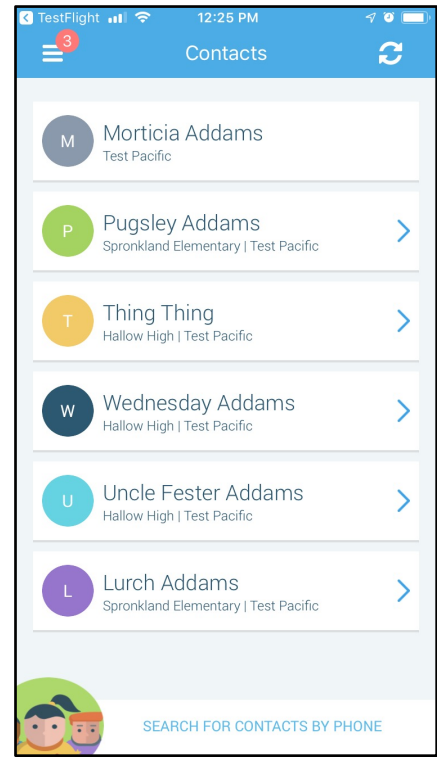 TestFlight 12:25 PM
3
Contacts
M
Morticia Addams
Test Pacific
P
Pugsley Addams
Spronkland Elementary | Test Pacific
T
Thing Thing
Hallow High | Test Pacific
W
Wednesday Addams
Hallow High | Test Pacific
U
Uncle Fester Addams
Hallow High | Test Pacific
L
Lurch Addams
Spronkland Elementary | Test Pacific
SEARCH FOR CONTACTS BY PHONE